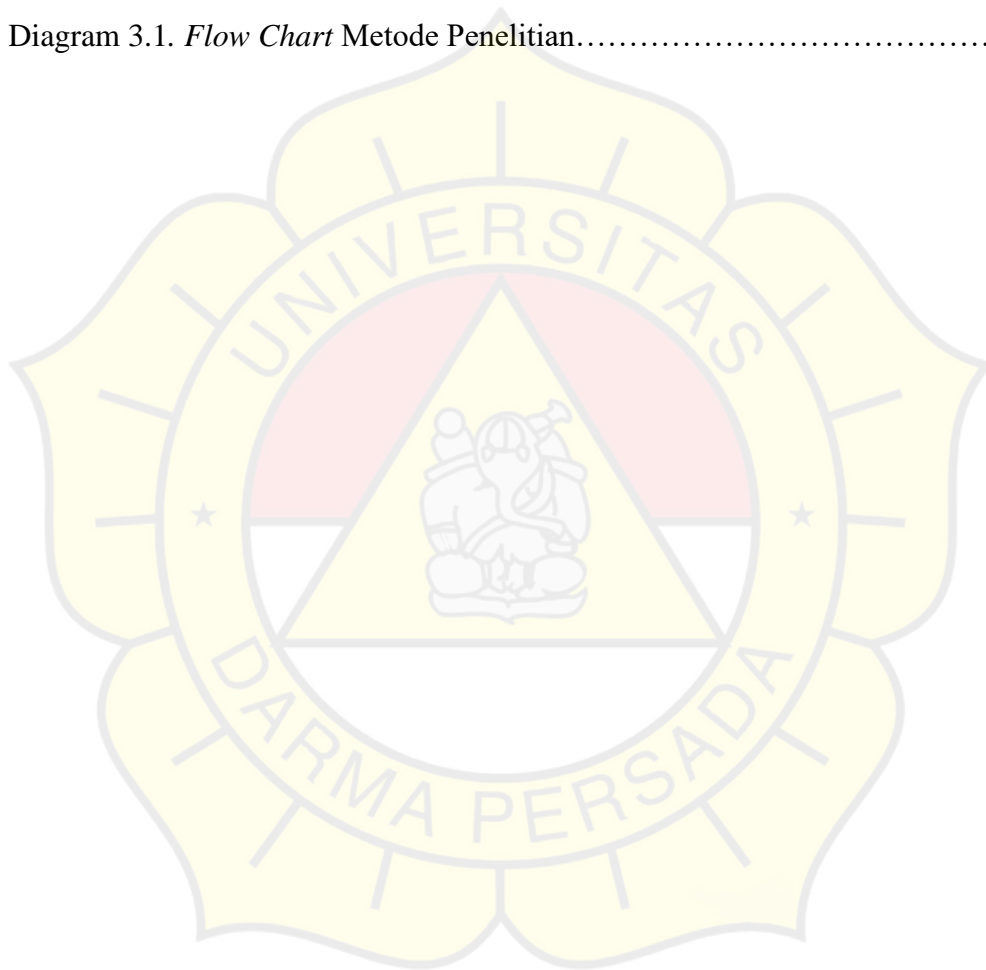 Diagram 3.1. Flow Chart Metode Penelitian……………………………………
UNIVERSITAS
DARMA PERSADA